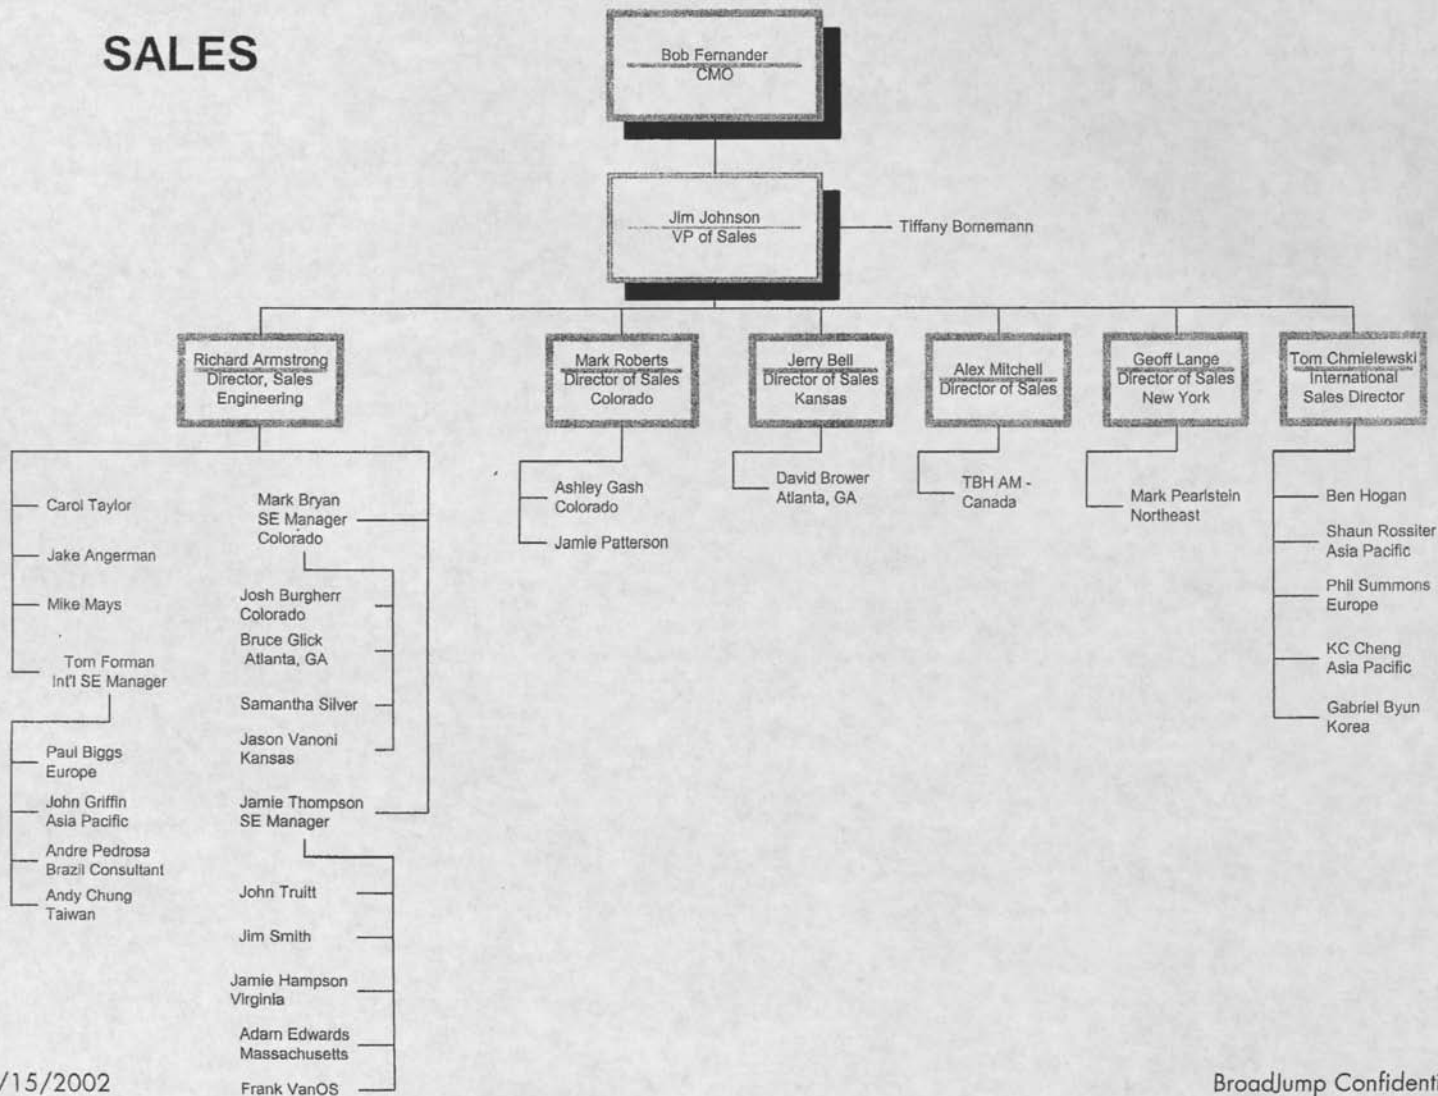 SALES
Bob Fernander
CMO
Jim Johnson
VP of Sales
Tiffany Bornemann
Richard Armstrong
Director, Sales
Engineering
Mark Roberts
Director of Sales
Colorado
Jerry Bell
Director of Sales
Kansas
Alex Mitchell
Director of Sales
Geoff Lange
Director of Sales
New York
Tom Chmielewski
International
Sales Director
Carol Taylor
Jake Angerman
Mike Mays
Tom Forman
Int'l SE Manager
Paul Biggs
Europe
John Griffin
Asia Pacific
Andre Pedrosa
Brazil Consultant
Andy Chung
Taiwan
Mark Bryan
SE Manager
Colorado
Josh Burgherr
Colorado
Bruce Glick
Atlanta, GA
Samantha Silver
Jason Vanoni
Kansas
Jamie Thompson
SE Manager
John Truitt
Jim Smith
Jamie Hampson
Virginia
Adam Edwards
Massachusetts
Frank VanOS
Ashley Gash
Colorado
Jamie Patterson
David Brower
Atlanta, GA
TBH AM -
Canada
Mark Pearlstein
Northeast
Ben Hogan
Shaun Rossiter
Asia Pacific
Phil Summons
Europe
KC Cheng
Asia Pacific
Gabriel Byun
Korea
/15/2002
BroadJump Confidenti